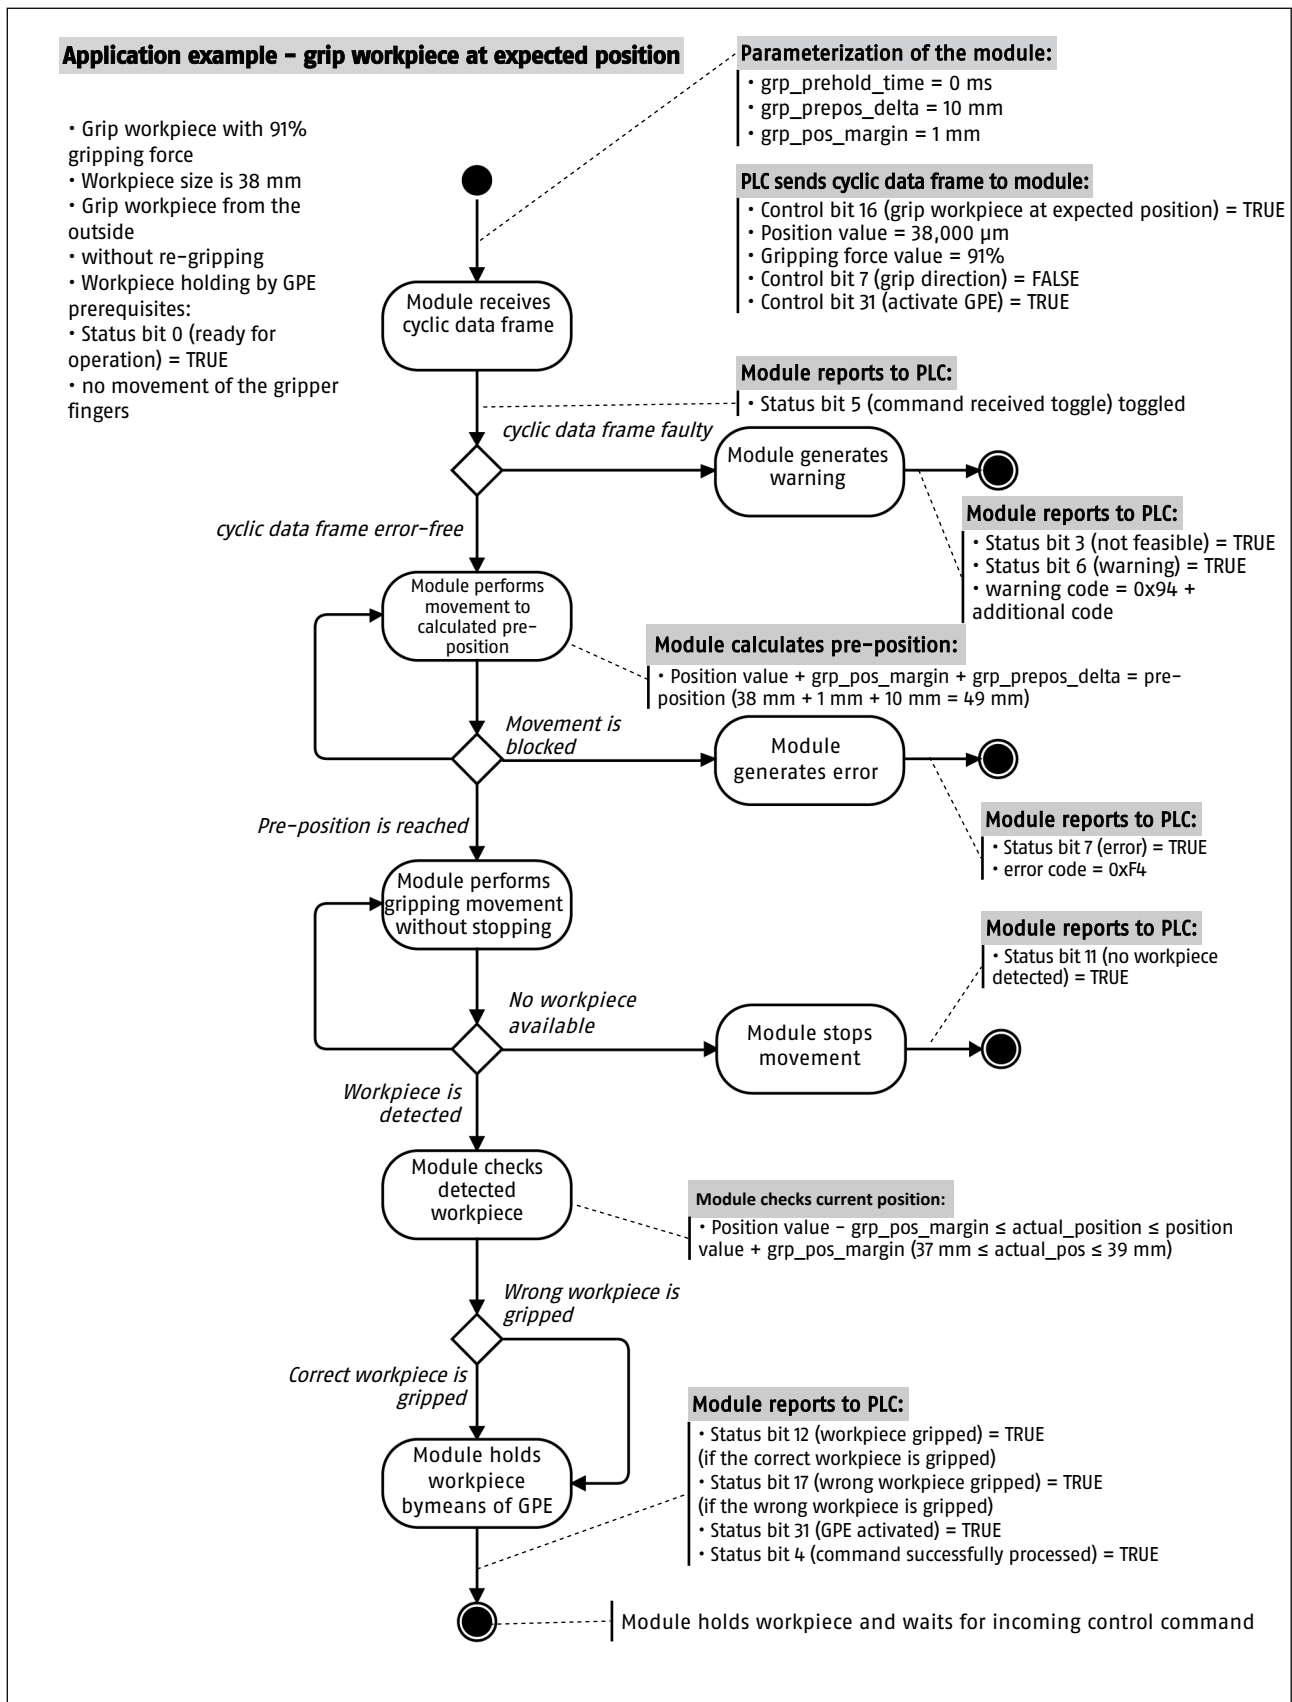 Application example – grip workpiece at expected position
• Grip workpiece with 91%
gripping force
• Workpiece size is 38 mm
• Grip workpiece from the
outside
• without re-gripping
• Workpiece holding by GPE
prerequisites:
• Status bit 0 (ready for
operation) = TRUE
• no movement of the gripper
fingers
Parameterization of the module:
• grp_prehold_time = 0 ms
• grp_prepos_delta = 10 mm
• grp_pos_margin = 1 mm
PLC sends cyclic data frame to module:
• Control bit 16 (grip workpiece at expected position) = TRUE
• Position value = 38,000 µm
• Gripping force value = 91%
• Control bit 7 (grip direction) = FALSE
• Control bit 31 (activate GPE) = TRUE
Module receives
cyclic data frame
Module reports to PLC:
• Status bit 5 (command received toggle) toggled
cyclic data frame faulty
Module generates
warning
Module reports to PLC:
• Status bit 3 (not feasible) = TRUE
• Status bit 6 (warning) = TRUE
• warning code = 0x94 +
additional code
cyclic data frame error-free
Module performs
movement to
calculated pre-
position
Module calculates pre-position:
• Position value + grp_pos_margin + grp_prepos_delta = pre-
position (38 mm + 1 mm + 10 mm = 49 mm)
Movement is
blocked
Module
generates error
Module reports to PLC:
• Status bit 7 (error) = TRUE
• error code = 0xF4
Pre-position is reached
Module performs
gripping movement
without stopping
Module reports to PLC:
• Status bit 11 (no workpiece
detected) = TRUE
No workpiece
available
Module stops
movement
Workpiece is
detected
Module checks
detected
workpiece
Module checks current position:
• Position value - grp_pos_margin ≤ actual_position ≤ position
value + grp_pos_margin (37 mm ≤ actual_pos ≤ 39 mm)
Wrong workpiece is
gripped
Correct workpiece is
gripped
Module holds
workpiece
bymeans of GPE
Module reports to PLC:
• Status bit 12 (workpiece gripped) = TRUE
(if the correct workpiece is gripped)
• Status bit 17 (wrong workpiece gripped) = TRUE
(if the wrong workpiece is gripped)
• Status bit 31 (GPE activated) = TRUE
• Status bit 4 (command successfully processed) = TRUE
Module holds workpiece and waits for incoming control command